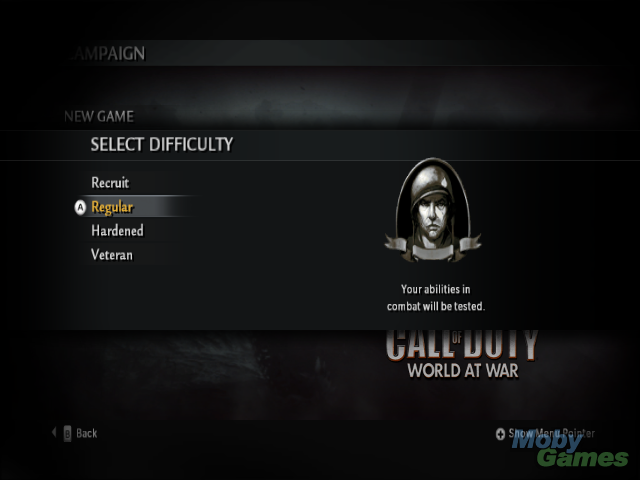 CAMPAIGN
NEW GAME
SELECT DIFFICULTY
Recruit
A Regular
Hardened
Veteran
Your abilities in
combat will be tested.
CALL OF DUTY
WORLD AT WAR
Back
Show Menu Pointer
Moby
Games